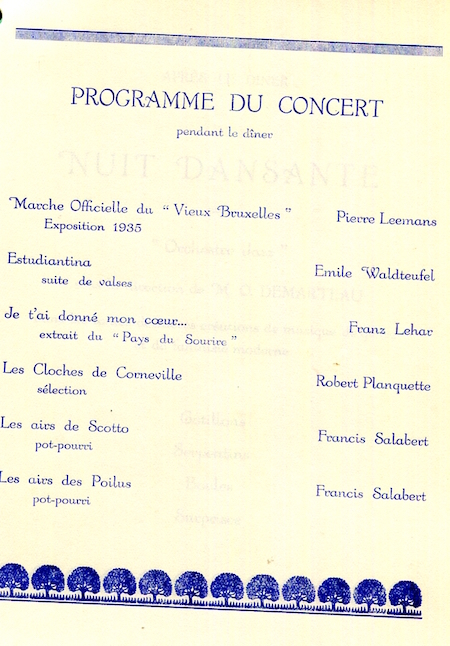 PROGRAMME DU CONCERT
pendant le dîner
NUIT DANSANTE
Marche Officielle du “ Vieux Bruxelles ” Pierre Leemans
Exposition 1935
Estudiantina Emile Waldteufel
suite de valses
Je t'ai donné mon cœur... Franz Lehar
extrait du “ Pays du Sourire ”
Les Cloches de Corneville Robert Planquette
sélection
Les airs de Scotto Francis Salabert
pot-pourri
Les airs des Poilus Francis Salabert
pot-pourri